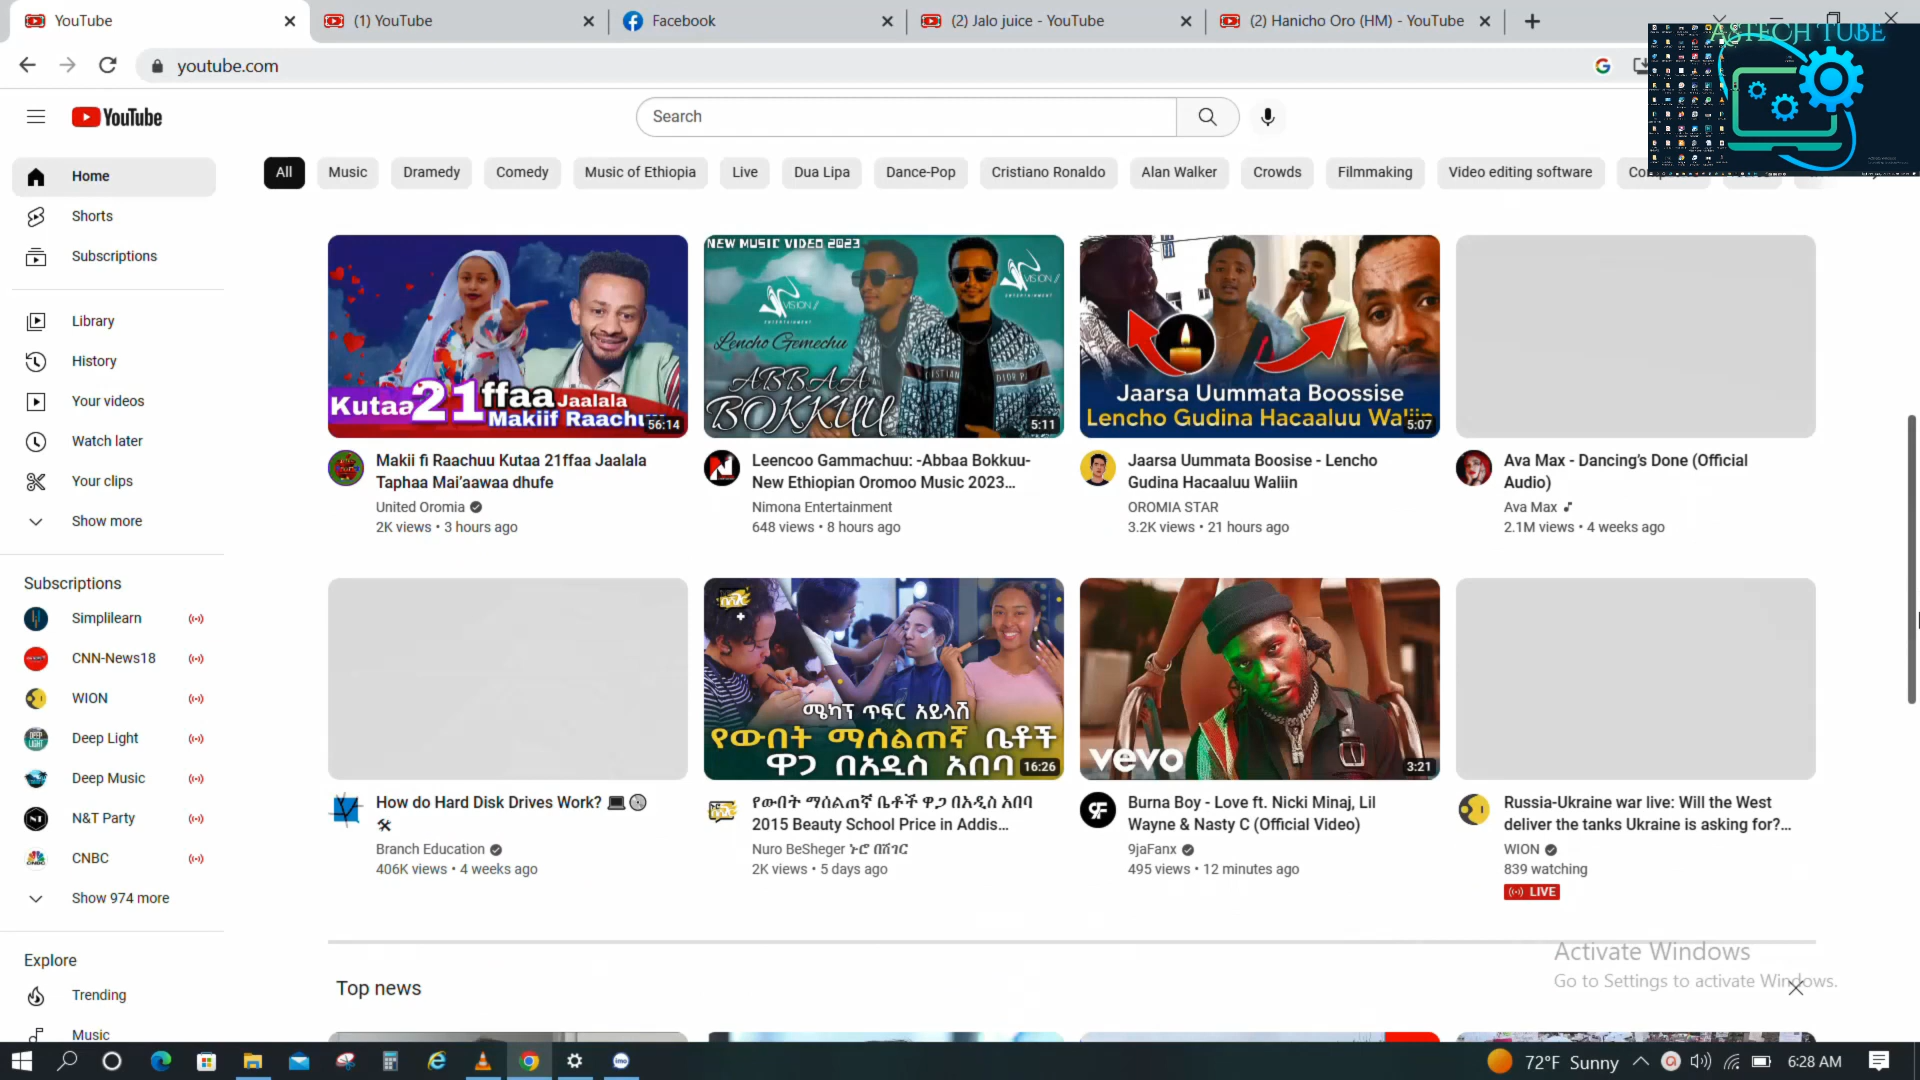 YouTube
(1) YouTube
Facebook
(2) Jalo juice - YouTube
(2) Hanicho Oro (HM) - YouTube
ASTECH TUBE
youtube.com
YouTube
Search
Home
Shorts
Subscriptions
Library
History
Your videos
Watch later
Your clips
Show more
Subscriptions
Simplilearn
CNN-News18
WION
Deep Light
Deep Music
N&T Party
CNBC
Show 974 more
Explore
Trending
Music
All
Music
Dramedy
Comedy
Music of Ethiopia
Live
Dua Lipa
Dance-Pop
Cristiano Ronaldo
Alan Walker
Crowds
Filmmaking
Video editing software
Kutaa 21ffaa Jaalala
Makiif Raachu
56:14
Makii fi Raachuu Kutaa 21ffaa Jaalala
Taphaa Mai’aawaa dhufe
United Oromia
2K views • 3 hours ago
NEW MUSIC VIDEO 2023
VISION //
ENTERTAINMENT
VISION //
ENTERTAINMENT
Lencho Gemechu
ABBAA
BOKKUU
CHRISTIAN DIOR
5:11
Leencoo Gammachuu: -Abbaa Bokkuu-
New Ethiopian Oromoo Music 2023...
Nimona Entertainment
648 views • 8 hours ago
Jaarsa Uummata Boossise
Lencho Gudina Hacaaluu Waliin
5:07
Jaarsa Uummata Boosise - Lencho
Gudina Hacaaluu Waliin
OROMIA STAR
3.2K views • 21 hours ago
Ava Max - Dancing’s Done (Official
Audio)
Ava Max
2.1M views • 4 weeks ago
How do Hard Disk Drives Work? 💻💿
🛠
Branch Education
406K views • 4 weeks ago
ሜካፕ ጥፍር አይላሽ
የውበት ማሰልጠኛ ቤቶች
ዋጋ በአዲስ አበባ
16:26
የውበት ማሰልጠኛ ቤቶች ዋጋ በአዲስ አበባ
2015 Beauty School Price in Addis...
Nuro BeSheger ኑሮ በሸገር
2K views • 5 days ago
vevo
3:21
Burna Boy - Love ft. Nicki Minaj, Lil
Wayne & Nasty C (Official Video)
9jaFanx
495 views • 12 minutes ago
Russia-Ukraine war live: Will the West
deliver the tanks Ukraine is asking for?...
WION
839 watching
LIVE
Top news
Activate Windows
Go to Settings to activate Windows.
72°F Sunny
6:28 AM